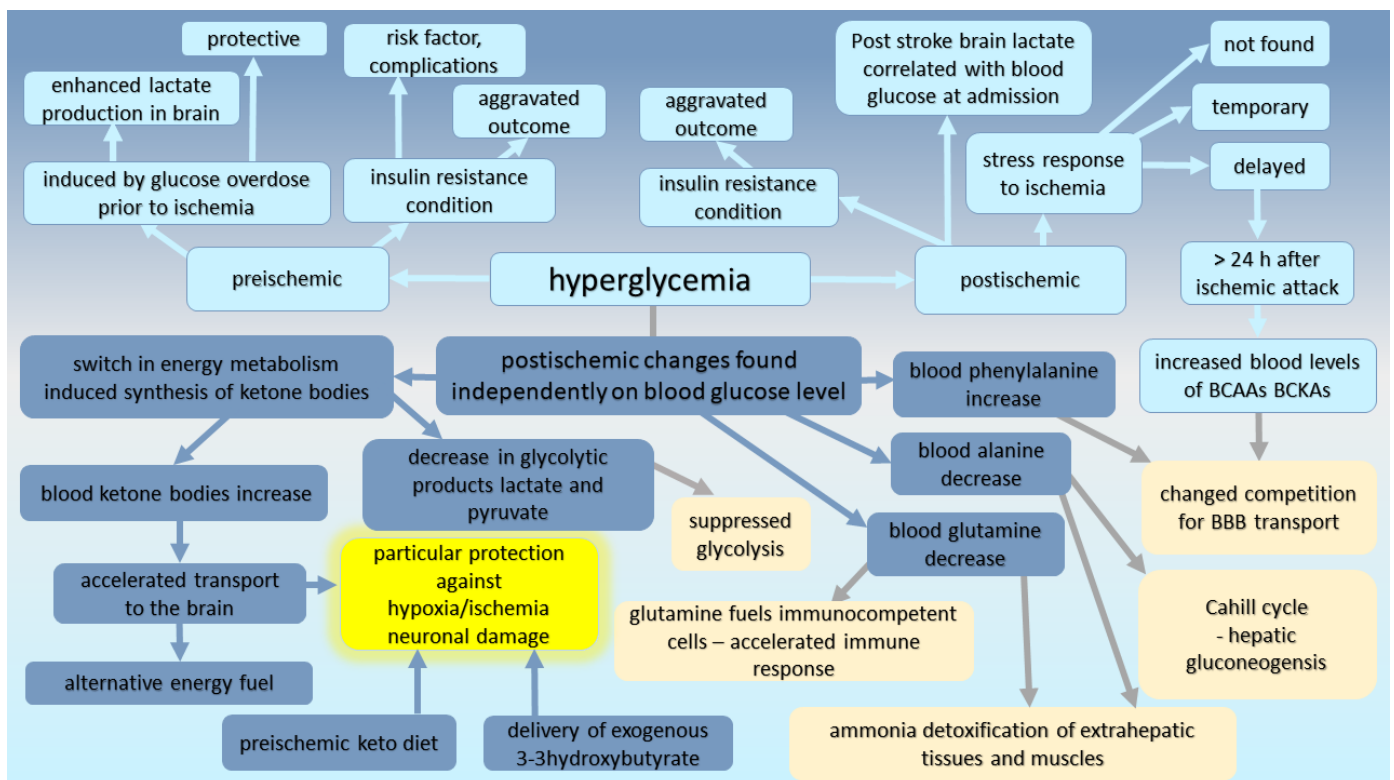 protective
risk factor,
complications
Post stroke brain lactate
correlated with blood
glucose at admission
not found
enhanced lactate
production in brain
aggravated
outcome
aggravated
outcome
temporary
induced by glucose overdose
prior to ischemia
insulin resistance
condition
insulin resistance
condition
stress response
to ischemia
delayed
preischemic
hyperglycemia
postischemic
> 24 h after
ischemic attack
switch in energy metabolism
induced synthesis of ketone bodies
postischemic changes found
independently on blood glucose level
blood phenylalanine
increase
increased blood levels
of BCAAs BCKAs
blood ketone bodies increase
decrease in glycolytic
products lactate and
pyruvate
suppressed
glycolysis
blood alanine
decrease
changed competition
for BBB transport
blood glutamine
decrease
accelerated transport
to the brain
particular protection
against
hypoxia/ischemia
neuronal damage
glutamine fuels immunocompetent
cells – accelerated immune
response
Cahill cycle
- hepatic
gluconeogensis
alternative energy fuel
preischemic keto diet
delivery of exogenous
3-3hydroxybutyrate
ammonia detoxification of extrahepatic
tissues and muscles